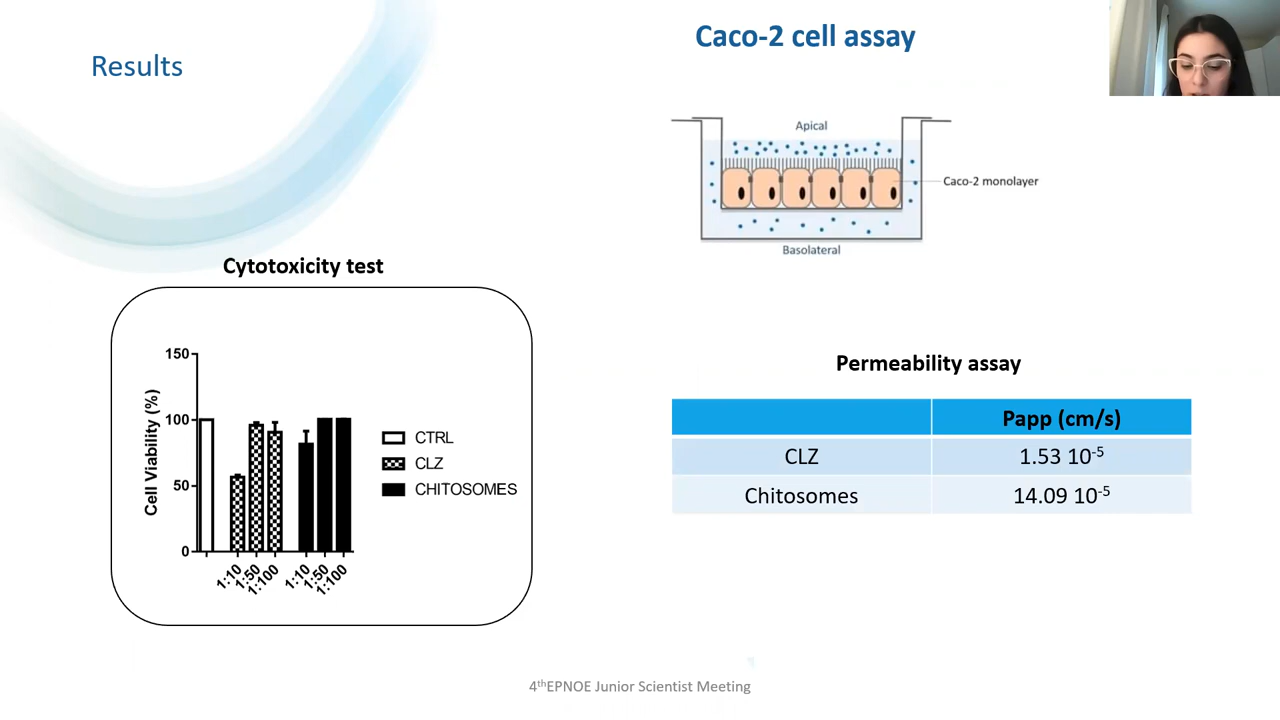 Results
Caco-2 cell assay
Apical
Caco-2 monolayer
Basolateral
Cytotoxicity test
150
100
50
0
Cell Viability (%)
1:10
1:50
1:100
1:10
1:50
1:100
CTRL
CLZ
CHITOSOMES
Permeability assay
Papp (cm/s)
CLZ 1.53 10⁻⁵
Chitosomes 14.09 10⁻⁵
4ᵗʰEPNOE Junior Scientist Meeting